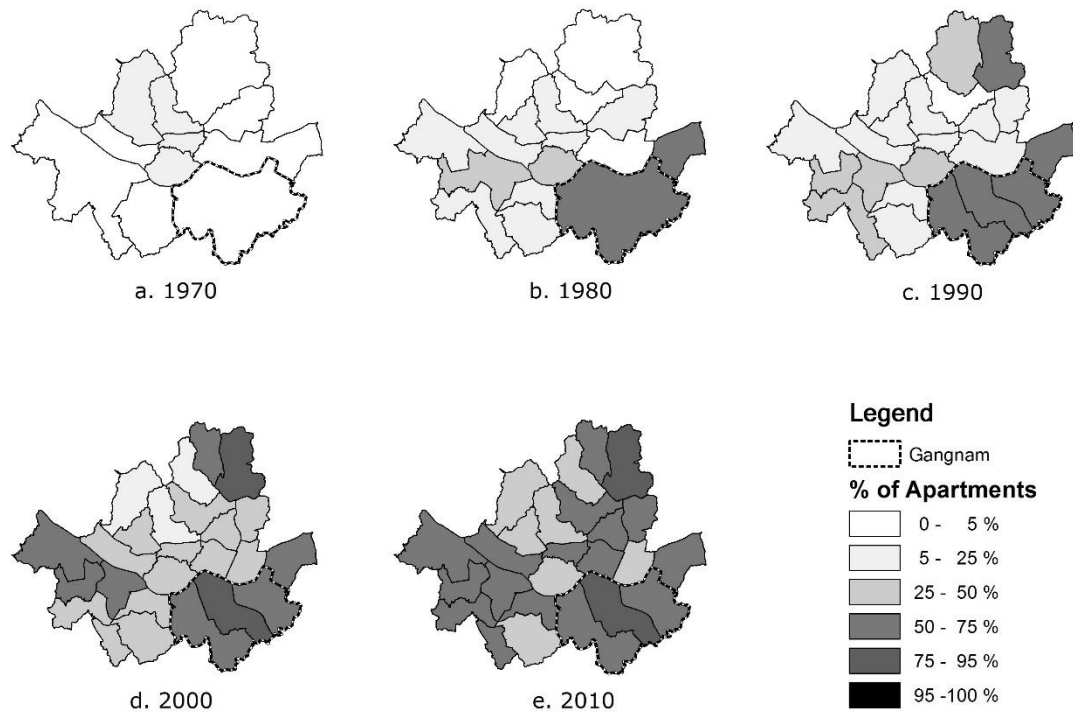 a. 1970
b. 1980
c. 1990
d. 2000
e. 2010
Legend
Gangnam
% of Apartments
0 - 5 %
5 - 25 %
25 - 50 %
50 - 75 %
75 - 95 %
95 -100 %